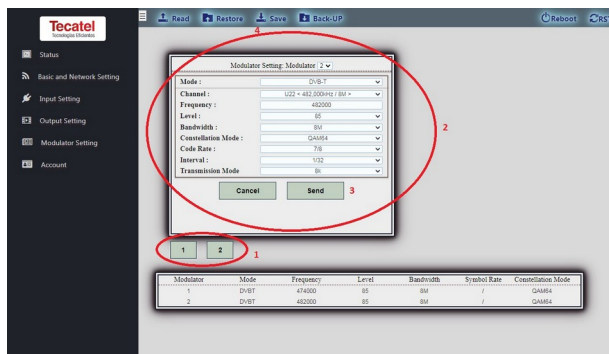 Tecatel
Tecnologías Eficientes
Status
Basic and Network Setting
Input Setting
Output Setting
Modulator Setting
Account
Read Restore Save Back-UP Reboot RS
4
Modulator Setting: Modulator 2
Mode : DVB-T
Channel : U22 < 482,000kHz / 8M >
Frequency : 482000
Level : 85
Bandwidth : 8M
Constellation Mode : QAM64
Code Rate : 7/8
Interval : 1/32
Transmission Mode 8k
2
Cancel Send 3
1 2 1
Modulator Mode Frequency Level Bandwidth Symbol Rate Constellation Mode
1 DVBT 474000 85 8M / QAM64
2 DVBT 482000 85 8M / QAM64